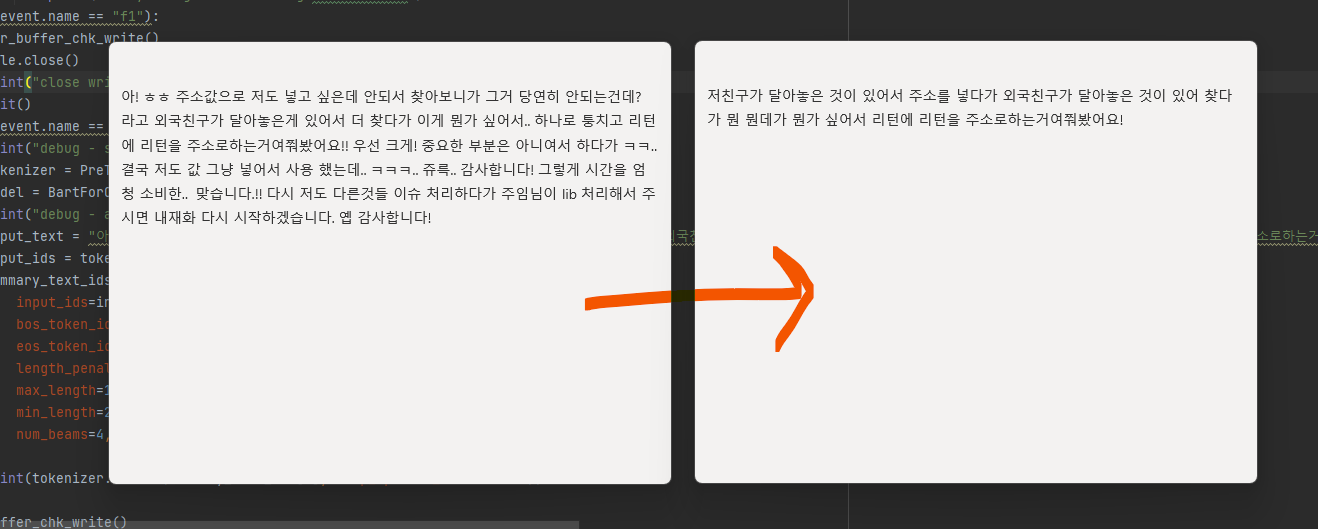 event.name == "f1"):
r_buffer_chk_write()
le.close()
int("close wri
it()
event.name ==
int("debug - s
kenizer = PreT
del = BartForC
int("debug - a
put_text = "아
put_ids = toke
mmary_text_ids
input_ids=in
bos_token_id
eos_token_id
length_penal
max_length=1
min_length=2
num_beams=4,
int(tokenizer.
ffer_chk_write()
아! ㅎㅎ 주소값으로 저도 넣고 싶은데 안되서 찾아보니가 그거 당연히 안되는건데?
라고 외국친구가 달아놓은게 있어서 더 찾다가 이게 뭔가 싶어서.. 하나로 퉁치고 리턴
에 리턴을 주소로하는거여쭤봤어요!! 우선 크게! 중요한 부분은 아니여서 하다가 ㅋㅋ..
결국 저도 값 그냥 넣어서 사용 했는데.. ㅋㅋㅋ.. 쥬륵.. 감사합니다! 그렇게 시간을 엄
청 소비한.. 맞습니다.!! 다시 저도 다른것들 이슈 처리하다가 주임님이 lib 처리해서 주
시면 내재화 다시 시작하겠습니다. 옙 감사합니다!
저친구가 달아놓은 것이 있어서 주소를 넣다가 외국친구가 달아놓은 것이 있어 찾다
가 뭔 뭔데가 뭔가 싶어서 리턴에 리턴을 주소로하는거여쭤봤어요!
소로하는거